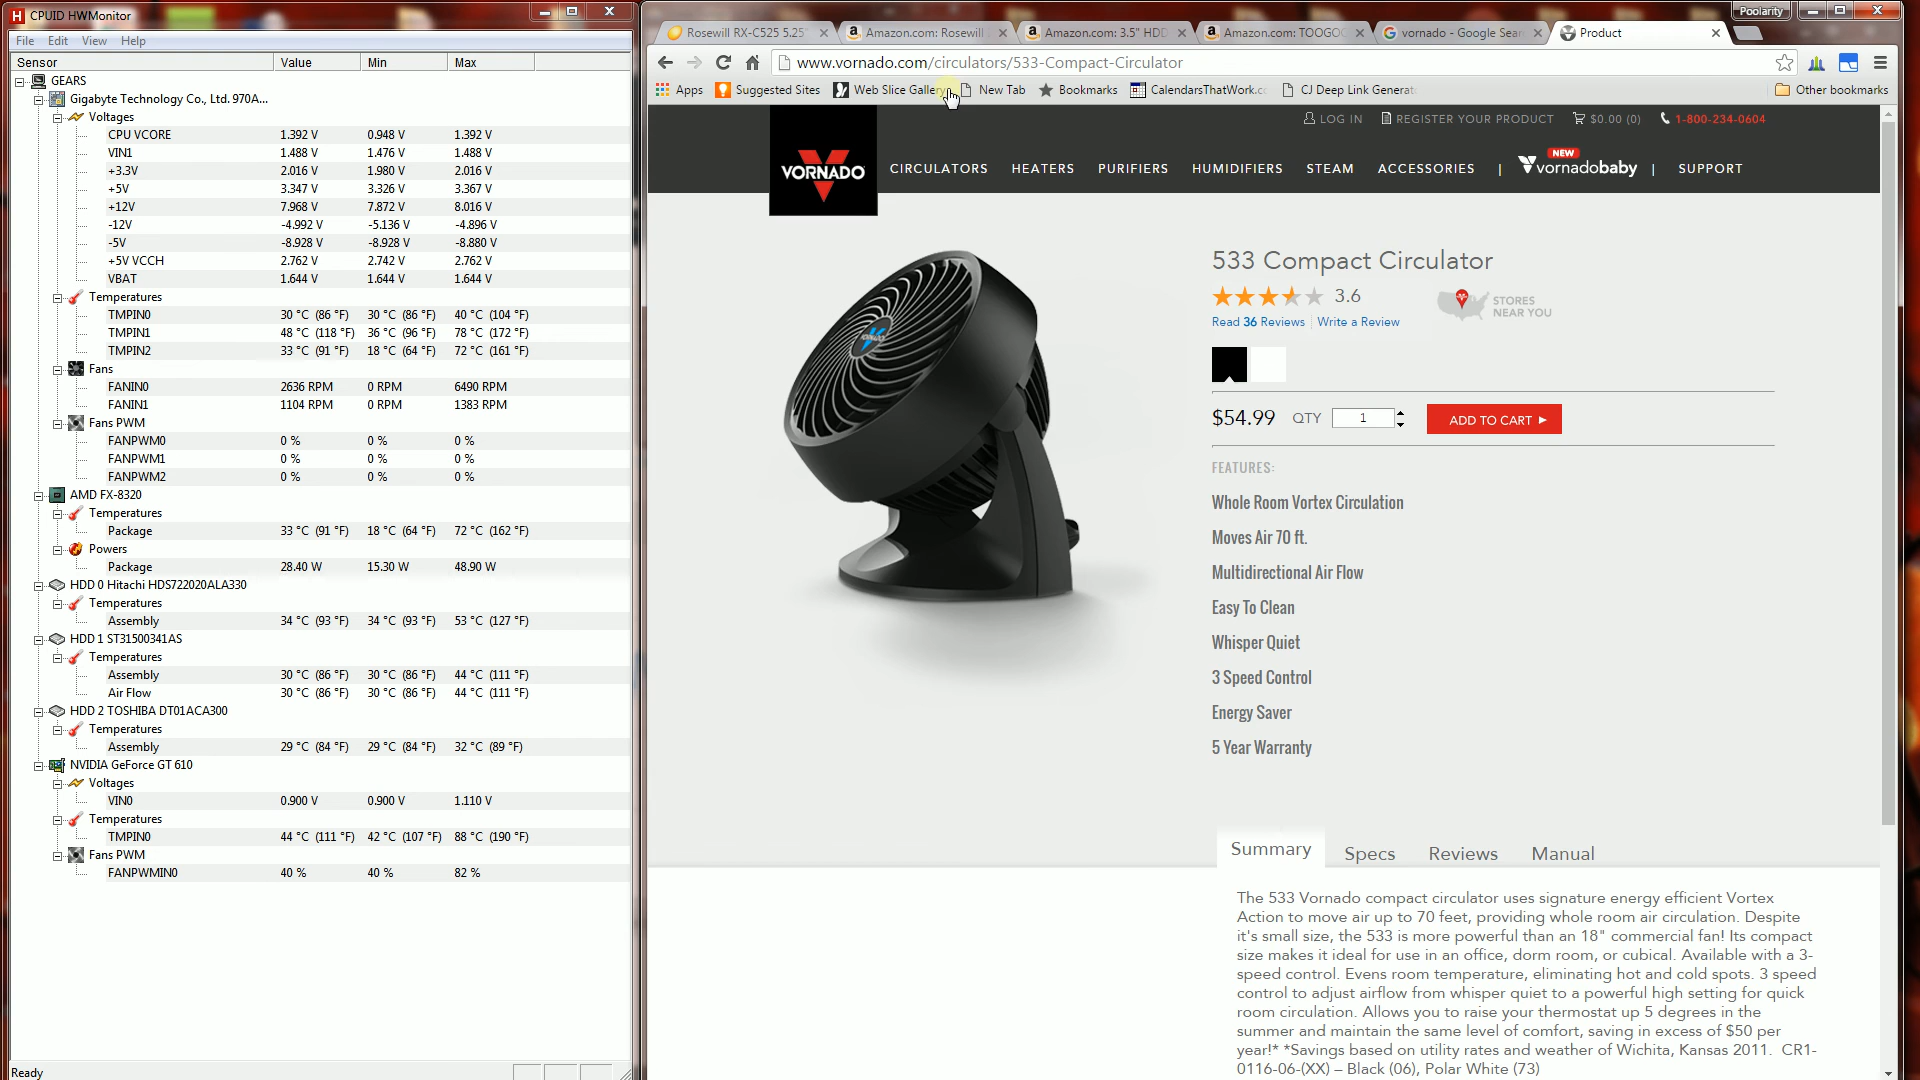 CPUID HWMonitor
File Edit View Help
Sensor Value Min Max
GEARS
Gigabyte Technology Co., Ltd. 970A...
Voltages
CPU VCORE 1.392 V 0.948 V 1.392 V
VIN1 1.488 V 1.476 V 1.488 V
+3.3V 2.016 V 1.980 V 2.016 V
+5V 3.347 V 3.326 V 3.367 V
+12V 7.968 V 7.872 V 8.016 V
-12V -4.992 V -5.136 V -4.896 V
-5V -8.928 V -8.928 V -8.880 V
+5V VCCH 2.762 V 2.742 V 2.762 V
VBAT 1.644 V 1.644 V 1.644 V
Temperatures
TMPIN0 30 °C (86 °F) 30 °C (86 °F) 40 °C (104 °F)
TMPIN1 48 °C (118 °F) 36 °C (96 °F) 78 °C (172 °F)
TMPIN2 33 °C (91 °F) 18 °C (64 °F) 72 °C (161 °F)
Fans
FANIN0 2636 RPM 0 RPM 6490 RPM
FANIN1 1104 RPM 0 RPM 1383 RPM
Fans PWM
FANPWM0 0 % 0 % 0 %
FANPWM1 0 % 0 % 0 %
FANPWM2 0 % 0 % 0 %
AMD FX-8320
Temperatures
Package 33 °C (91 °F) 18 °C (64 °F) 72 °C (162 °F)
Powers
Package 28.40 W 15.30 W 48.90 W
HDD 0 Hitachi HDS722020ALA330
Temperatures
Assembly 34 °C (93 °F) 34 °C (93 °F) 53 °C (127 °F)
HDD 1 ST31500341AS
Temperatures
Assembly 30 °C (86 °F) 30 °C (86 °F) 44 °C (111 °F)
Air Flow 30 °C (86 °F) 30 °C (86 °F) 44 °C (111 °F)
HDD 2 TOSHIBA DT01ACA300
Temperatures
Assembly 29 °C (84 °F) 29 °C (84 °F) 32 °C (89 °F)
NVIDIA GeForce GT 610
Voltages
VIN0 0.900 V 0.900 V 1.110 V
Temperatures
TMPIN0 44 °C (111 °F) 42 °C (107 °F) 88 °C (190 °F)
Fans PWM
FANPWMIN0 40 % 40 % 82 %
Ready
Poolarity
Rosewill RX-C525 5.25" Amazon.com: Rosewill Amazon.com: 3.5" HDD Amazon.com: TOOGOO vornado - Google Sear Product
www.vornado.com/circulators/533-Compact-Circulator
Apps Suggested Sites Web Slice Gallery New Tab Bookmarks CalendarsThatWork.co CJ Deep Link Generat Other bookmarks
LOG IN REGISTER YOUR PRODUCT $0.00 (0) 1-800-234-0604
VORNADO
CIRCULATORS HEATERS PURIFIERS HUMIDIFIERS STEAM ACCESSORIES | NEW vornadobaby | SUPPORT
533 Compact Circulator
3.6
STORES
NEAR YOU
Read 36 Reviews Write a Review
$54.99 QTY 1 ADD TO CART
FEATURES:
Whole Room Vortex Circulation
Moves Air 70 ft.
Multidirectional Air Flow
Easy To Clean
Whisper Quiet
3 Speed Control
Energy Saver
5 Year Warranty
Summary Specs Reviews Manual
The 533 Vornado compact circulator uses signature energy efficient Vortex
Action to move air up to 70 feet, providing whole room air circulation. Despite
it's small size, the 533 is more powerful than an 18" commercial fan! Its compact
size makes it ideal for use in an office, dorm room, or cubical. Available with a 3-
speed control. Evens room temperature, eliminating hot and cold spots. 3 speed
control to adjust airflow from whisper quiet to a powerful high setting for quick
room circulation. Allows you to raise your thermostat up 5 degrees in the
summer and maintain the same level of comfort, saving in excess of $50 per
year!* *Savings based on utility rates and weather of Wichita, Kansas 2011. CR1-
0116-06-(XX) – Black (06), Polar White (73)